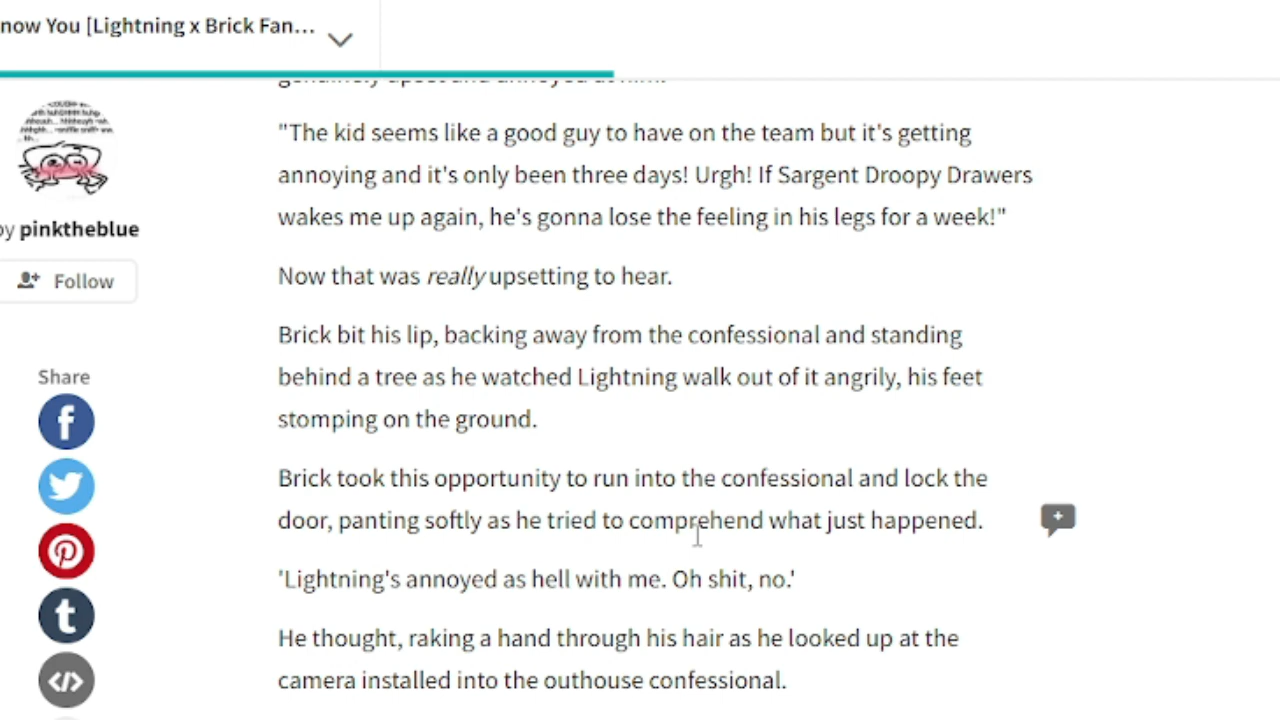 now You [Lightning x Brick Fan...
"The kid seems like a good guy to have on the team but it's getting
annoying and it's only been three days! Urgh! If Sargent Droopy Drawers
wakes me up again, he's gonna lose the feeling in his legs for a week!"
by pinktheblue
Follow
Now that was really upsetting to hear.
Brick bit his lip, backing away from the confessional and standing
behind a tree as he watched Lightning walk out of it angrily, his feet
stomping on the ground.
Share
Brick took this opportunity to run into the confessional and lock the
door, panting softly as he tried to comprehend what just happened.
'Lightning's annoyed as hell with me. Oh shit, no.'
He thought, raking a hand through his hair as he looked up at the
camera installed into the outhouse confessional.